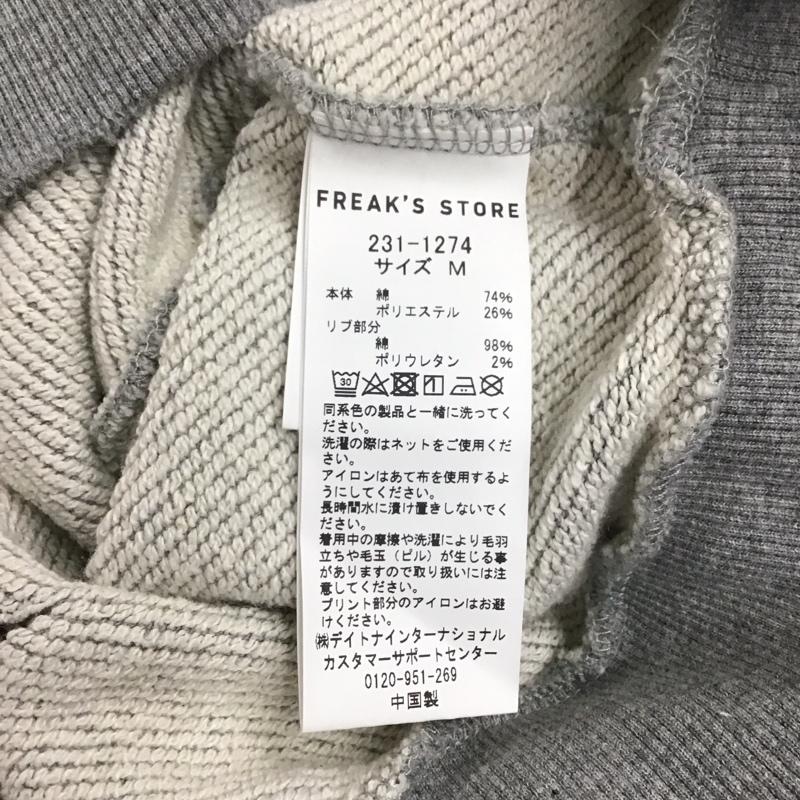 FREAK'S STORE
231-1274
サイズ M
本体 綿 74%
ポリエステル 26%
リブ部分
綿 98%
ポリウレタン 2%
30
同系色の製品と一緒に洗ってく
ださい。
洗濯の際はネットをご使用くだ
さい。
アイロンはあて布を使用するよ
うにしてください。
長時間水に漬け置きしないでく
ださい。
着用中の摩擦や洗濯により毛羽
立ちや毛玉（ピル）が生じる事
がありますので取り扱いには注
意してください。
プリント部分のアイロンはお避
けください。
㈱デイトナインターナショナル
カスタマーサポートセンター
0120-951-269
中国製